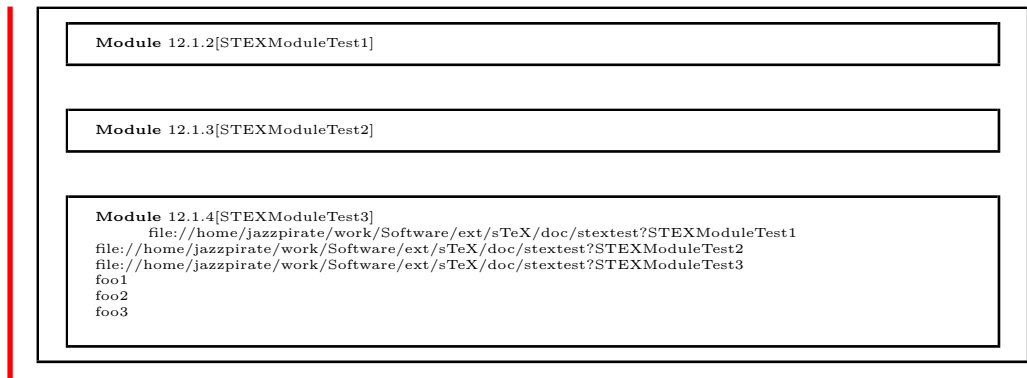 Module 12.1.2[STEXModuleTest1]
Module 12.1.3[STEXModuleTest2]
Module 12.1.4[STEXModuleTest3]
file://home/jazzpirate/work/Software/ext/sTeX/doc/stextest?STEXModuleTest1
file://home/jazzpirate/work/Software/ext/sTeX/doc/stextest?STEXModuleTest2
file://home/jazzpirate/work/Software/ext/sTeX/doc/stextest?STEXModuleTest3
foo1
foo2
foo3